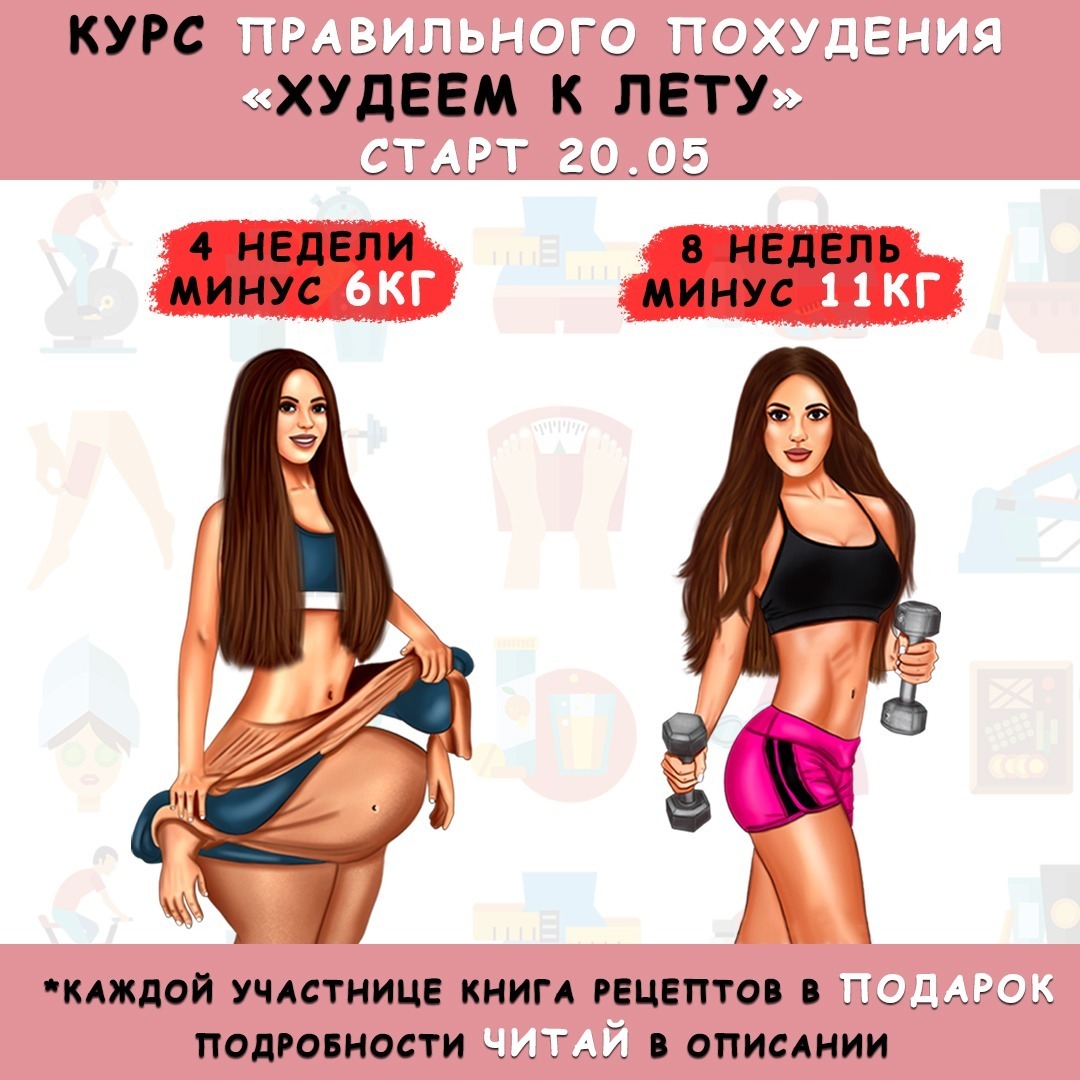 КУРС ПРАВИЛЬНОГО ПОХУДЕНИЯ
«ХУДЕЕМ К ЛЕТУ»
СТАРТ 20.05
4 НЕДЕЛИ
МИНУС 6КГ
8 НЕДЕЛЬ
МИНУС 11КГ
*КАЖДОЙ УЧАСТНИЦЕ КНИГА РЕЦЕПТОВ В ПОДАРОК
ПОДРОБНОСТИ ЧИТАЙ В ОПИСАНИИ